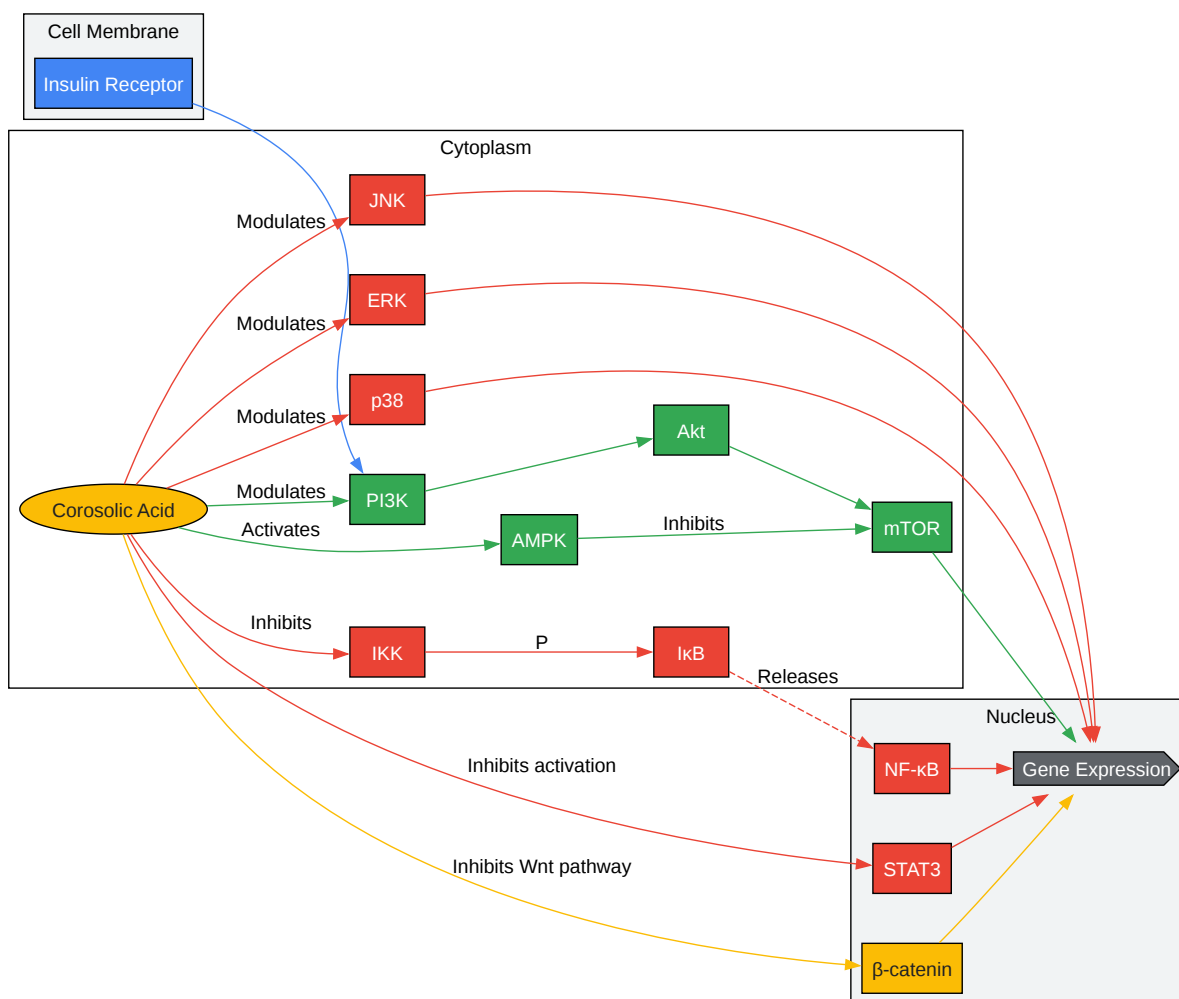 Cell Membrane
Insulin Receptor
Cytoplasm
JNK
Modulates
ERK
Modulates
p38
Modulates
Akt
Modulates
PI3K
Corosolic Acid
Activates
AMPK
Inhibits
mTOR
Inhibits
IKK
P
IκB
Releases
Nucleus
NF-κB
Gene Expression
Inhibits activation
STAT3
Inhibits Wnt pathway
β-catenin